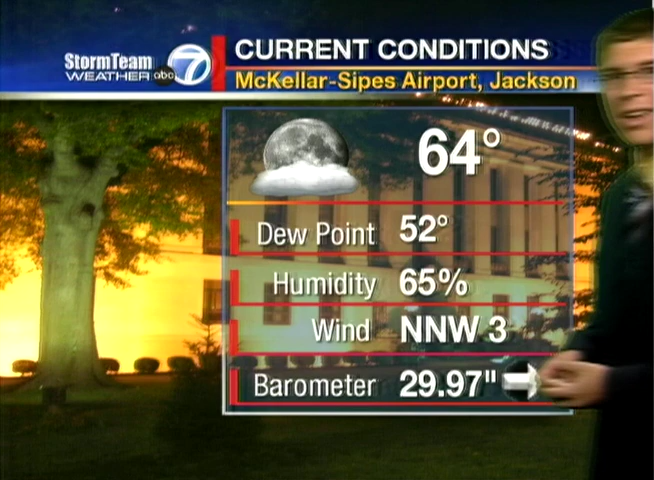 StormTeam
WEATHER abc 7
CURRENT CONDITIONS
McKellar-Sipes Airport, Jackson
64°
Dew Point 52°
Humidity 65%
Wind NNW 3
Barometer 29.97"